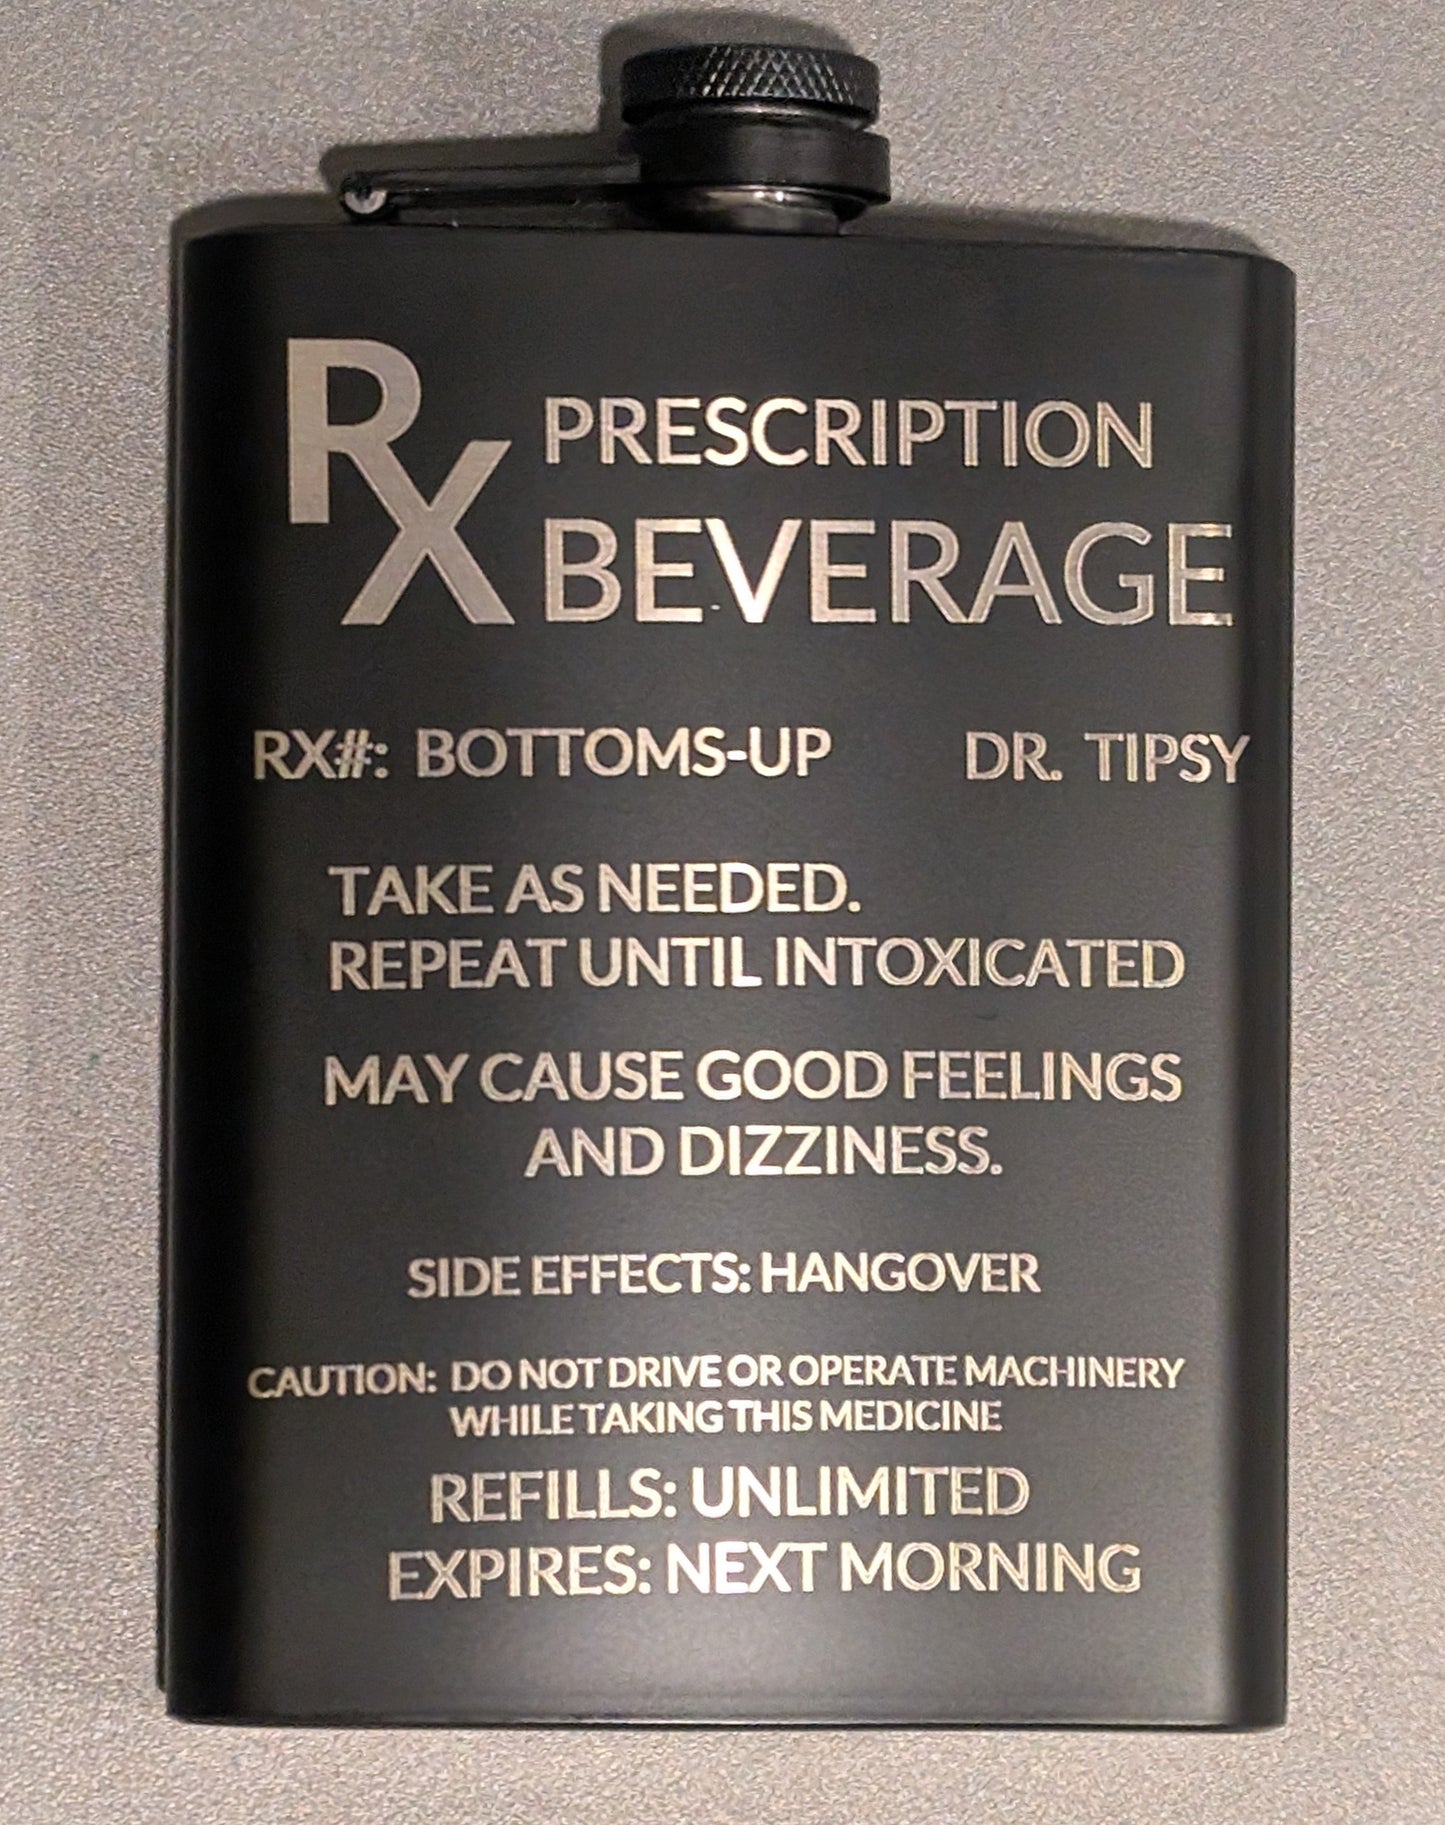 RX PRESCRIPTION
BEVERAGE
RX#: BOTTOMS-UP DR. TIPSY
TAKE AS NEEDED.
REPEAT UNTIL INTOXICATED
MAY CAUSE GOOD FEELINGS
AND DIZZINESS.
SIDE EFFECTS: HANGOVER
CAUTION: DO NOT DRIVE OR OPERATE MACHINERY
WHILE TAKING THIS MEDICINE
REFILLS: UNLIMITED
EXPIRES: NEXT MORNING